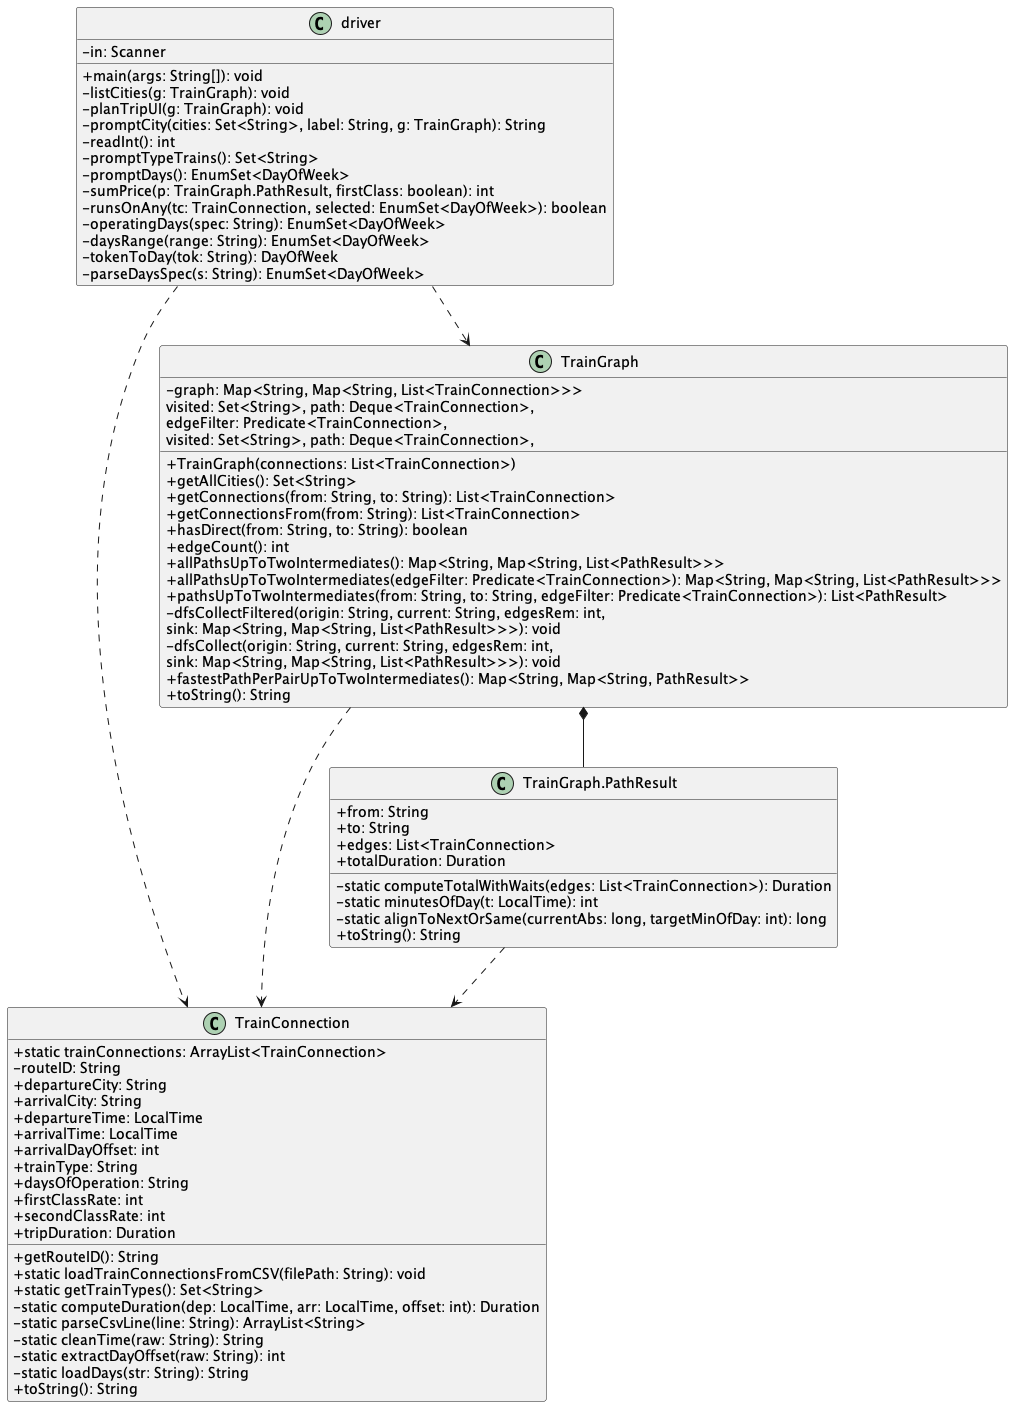 C driver
-in: Scanner
+main(args: String[]): void
-listCities(g: TrainGraph): void
-planTripUI(g: TrainGraph): void
-promptCity(cities: Set<String>, label: String, g: TrainGraph): String
-readInt(): int
-promptTypeTrains(): Set<String>
-promptDays(): EnumSet<DayOfWeek>
-sumPrice(p: TrainGraph.PathResult, firstClass: boolean): int
-runsOnAny(tc: TrainConnection, selected: EnumSet<DayOfWeek>): boolean
-operatingDays(spec: String): EnumSet<DayOfWeek>
-daysRange(range: String): EnumSet<DayOfWeek>
-tokenToDay(tok: String): DayOfWeek
-parseDaysSpec(s: String): EnumSet<DayOfWeek>
C TrainGraph
-graph: Map<String, Map<String, List<TrainConnection>>>
visited: Set<String>, path: Deque<TrainConnection>,
edgeFilter: Predicate<TrainConnection>,
visited: Set<String>, path: Deque<TrainConnection>,
+TrainGraph(connections: List<TrainConnection>)
+getAllCities(): Set<String>
+getConnections(from: String, to: String): List<TrainConnection>
+getConnectionsFrom(from: String): List<TrainConnection>
+hasDirect(from: String, to: String): boolean
+edgeCount(): int
+allPathsUpToTwoIntermediates(): Map<String, Map<String, List<PathResult>>>
+allPathsUpToTwoIntermediates(edgeFilter: Predicate<TrainConnection>): Map<String, Map<String, List<PathResult>>>
+pathsUpToTwoIntermediates(from: String, to: String, edgeFilter: Predicate<TrainConnection>): List<PathResult>
-dfsCollectFiltered(origin: String, current: String, edgesRem: int,
sink: Map<String, Map<String, List<PathResult>>>): void
-dfsCollect(origin: String, current: String, edgesRem: int,
sink: Map<String, Map<String, List<PathResult>>>): void
+fastestPathPerPairUpToTwoIntermediates(): Map<String, Map<String, PathResult>>
+toString(): String
C TrainGraph.PathResult
+from: String
+to: String
+edges: List<TrainConnection>
+totalDuration: Duration
-static computeTotalWithWaits(edges: List<TrainConnection>): Duration
-static minutesOfDay(t: LocalTime): int
-static alignToNextOrSame(currentAbs: long, targetMinOfDay: int): long
+toString(): String
C TrainConnection
+static trainConnections: ArrayList<TrainConnection>
-routeID: String
+departureCity: String
+arrivalCity: String
+departureTime: LocalTime
+arrivalTime: LocalTime
+arrivalDayOffset: int
+trainType: String
+daysOfOperation: String
+firstClassRate: int
+secondClassRate: int
+tripDuration: Duration
+getRouteID(): String
+static loadTrainConnectionsFromCSV(filePath: String): void
+static getTrainTypes(): Set<String>
-static computeDuration(dep: LocalTime, arr: LocalTime, offset: int): Duration
-static parseCsvLine(line: String): ArrayList<String>
-static cleanTime(raw: String): String
-static extractDayOffset(raw: String): int
-static loadDays(str: String): String
+toString(): String